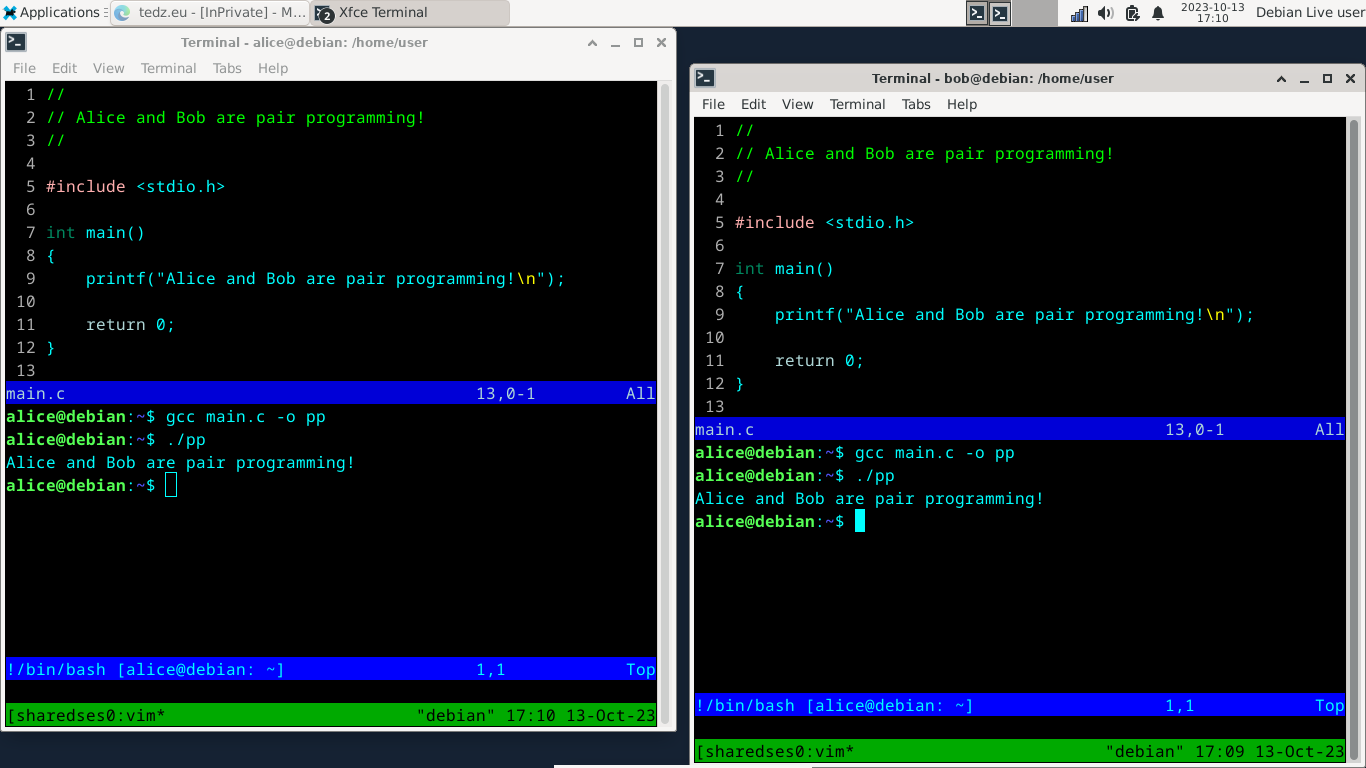 Applications tedz.eu - [InPrivate] - M... 2 Xfce Terminal 2023-10-13 17:10 Debian Live user
Terminal - alice@debian: /home/user
File Edit View Terminal Tabs Help
1 //
2 // Alice and Bob are pair programming!
3 //
4
5 #include <stdio.h>
6
7 int main()
8 {
9     printf("Alice and Bob are pair programming!\n");
10
11     return 0;
12 }
13
main.c 13,0-1 All
alice@debian:~$ gcc main.c -o pp
alice@debian:~$ ./pp
Alice and Bob are pair programming!
alice@debian:~$
!/bin/bash [alice@debian: ~] 1,1 Top
[sharedses0:vim* "debian" 17:10 13-Oct-23
Terminal - bob@debian: /home/user
File Edit View Terminal Tabs Help
1 //
2 // Alice and Bob are pair programming!
3 //
4
5 #include <stdio.h>
6
7 int main()
8 {
9     printf("Alice and Bob are pair programming!\n");
10
11     return 0;
12 }
13
main.c 13,0-1 All
alice@debian:~$ gcc main.c -o pp
alice@debian:~$ ./pp
Alice and Bob are pair programming!
alice@debian:~$
!/bin/bash [alice@debian: ~] 1,1 Top
[sharedses0:vim* "debian" 17:09 13-Oct-23